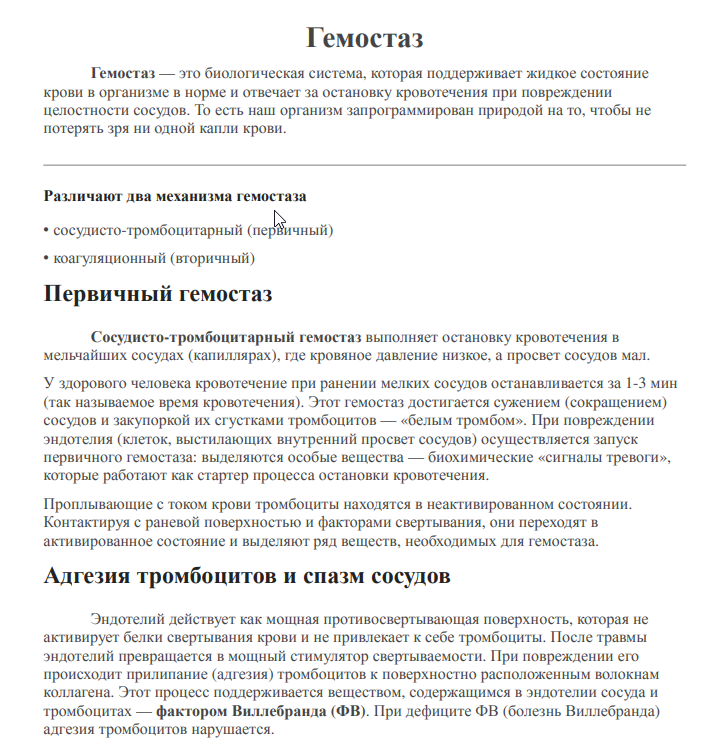 Гемостаз
Гемостаз — это биологическая система, которая поддерживает жидкое состояние
крови в организме в норме и отвечает за остановку кровотечения при повреждении
целостности сосудов. То есть наш организм запрограммирован природой на то, чтобы не
потерять зря ни одной капли крови.
Различают два механизма гемостаза
• сосудисто-тромбоцитарный (первичный)
• коагуляционный (вторичный)
Первичный гемостаз
Сосудисто-тромбоцитарный гемостаз выполняет остановку кровотечения в
мельчайших сосудах (капиллярах), где кровяное давление низкое, а просвет сосудов мал.
У здорового человека кровотечение при ранении мелких сосудов останавливается за 1-3 мин
(так называемое время кровотечения). Этот гемостаз достигается сужением (сокращением)
сосудов и закупоркой их сгустками тромбоцитов — «белым тромбом». При повреждении
эндотелия (клеток, выстилающих внутренний просвет сосудов) осуществляется запуск
первичного гемостаза: выделяются особые вещества — биохимические «сигналы тревоги»,
которые работают как стартер процесса остановки кровотечения.
Проплывающие с током крови тромбоциты находятся в неактивированном состоянии.
Контактируя с раневой поверхностью и факторами свертывания, они переходят в
активированное состояние и выделяют ряд веществ, необходимых для гемостаза.
Адгезия тромбоцитов и спазм сосудов
Эндотелий действует как мощная противосвертывающая поверхность, которая не
активирует белки свертывания крови и не привлекает к себе тромбоциты. После травмы
эндотелий превращается в мощный стимулятор свертываемости. При повреждении его
происходит прилипание (адгезия) тромбоцитов к поверхностно расположенным волокнам
коллагена. Этот процесс поддерживается веществом, содержащимся в эндотелии сосуда и
тромбоцитах — фактором Виллебранда (ФВ). При дефиците ФВ (болезнь Виллебранда)
адгезия тромбоцитов нарушается.